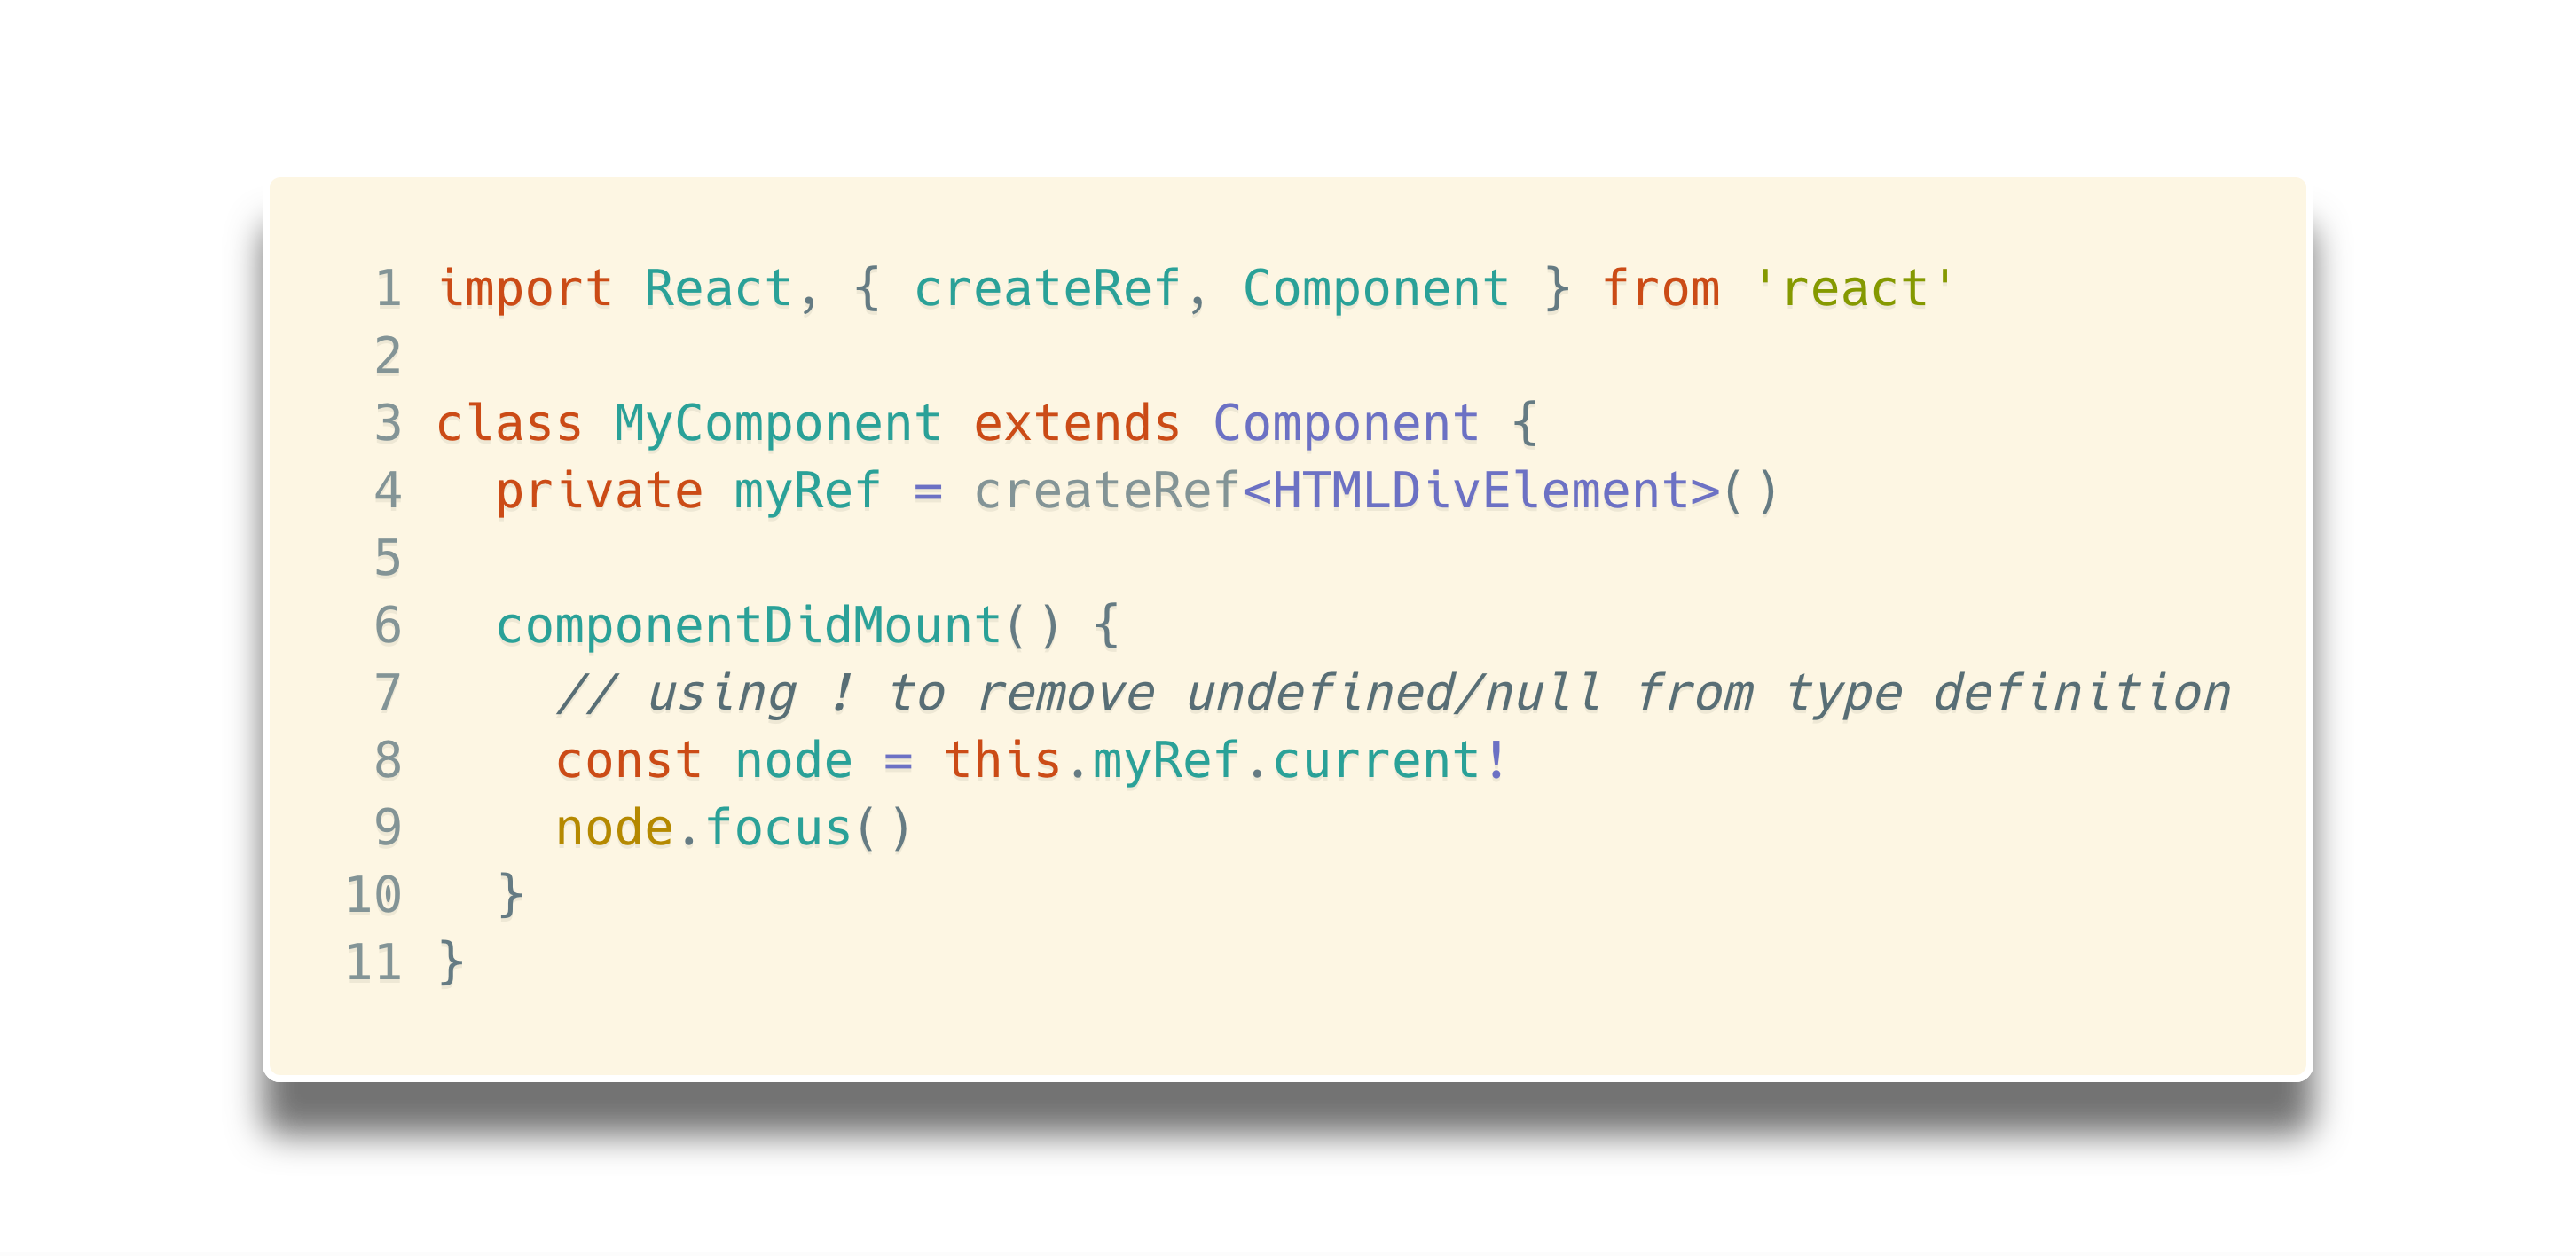 1 import React, { createRef, Component } from 'react'
2
3 class MyComponent extends Component {
4   private myRef = createRef<HTMLDivElement>()
5
6   componentDidMount() {
7     // using ! to remove undefined/null from type definition
8     const node = this.myRef.current!
9     node.focus()
10   }
11 }